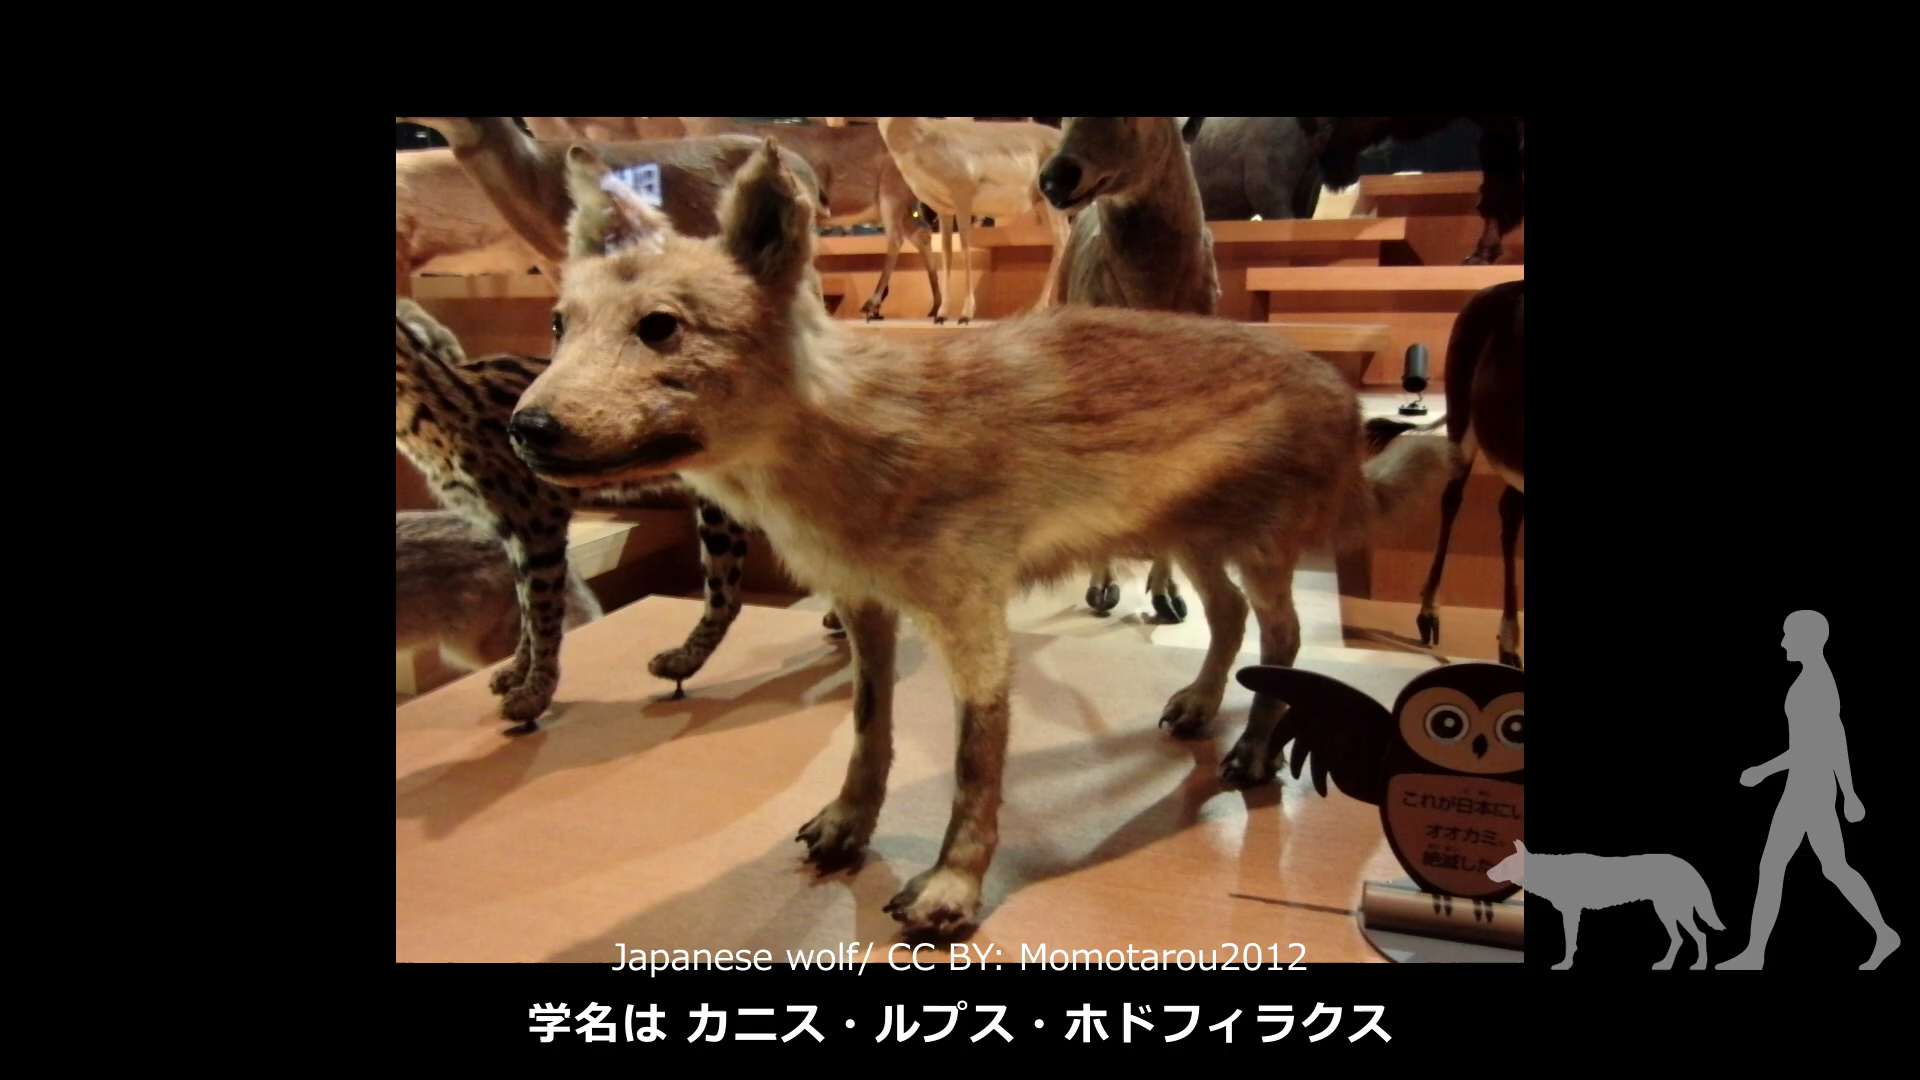 これが日本にい
オオカミ。
絶滅した
Japanese wolf/ CC BY: Momotarou2012
学名は カニス・ルプス・ホドフィラクス